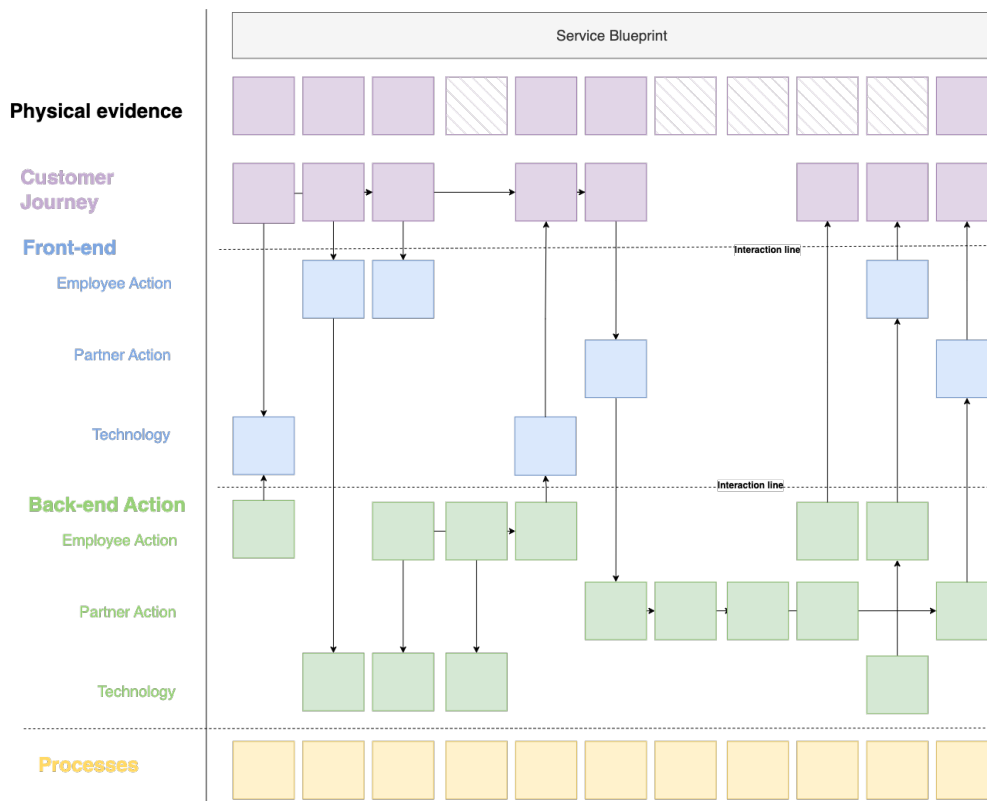 Service Blueprint
Physical evidence
Customer
Journey
Front-end
Interaction line
Employee Action
Partner Action
Technology
Interaction line
Back-end Action
Employee Action
Partner Action
Technology
Processes